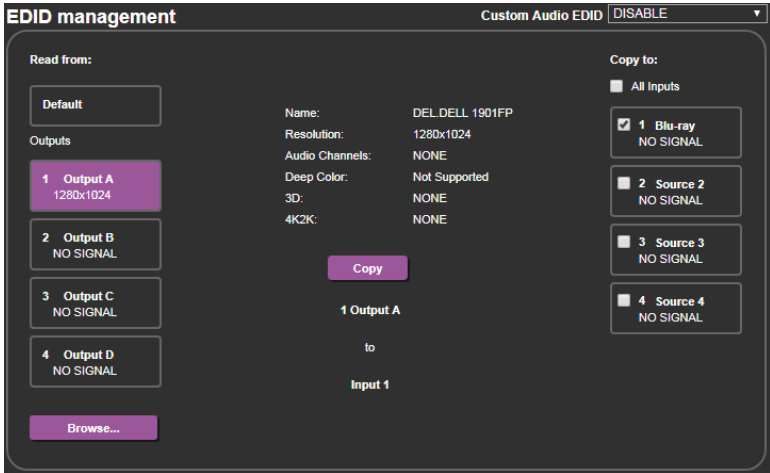 EDID management
Custom Audio EDID DISABLE
Read from:
Default
Outputs
1 Output A
1280x1024
2 Output B
NO SIGNAL
3 Output C
NO SIGNAL
4 Output D
NO SIGNAL
Browse...
Name: DEL.DELL 1901FP
Resolution: 1280x1024
Audio Channels: NONE
Deep Color: Not Supported
3D: NONE
4K2K: NONE
Copy
1 Output A
to
Input 1
Copy to:
All Inputs
1 Blu-ray
NO SIGNAL
2 Source 2
NO SIGNAL
3 Source 3
NO SIGNAL
4 Source 4
NO SIGNAL